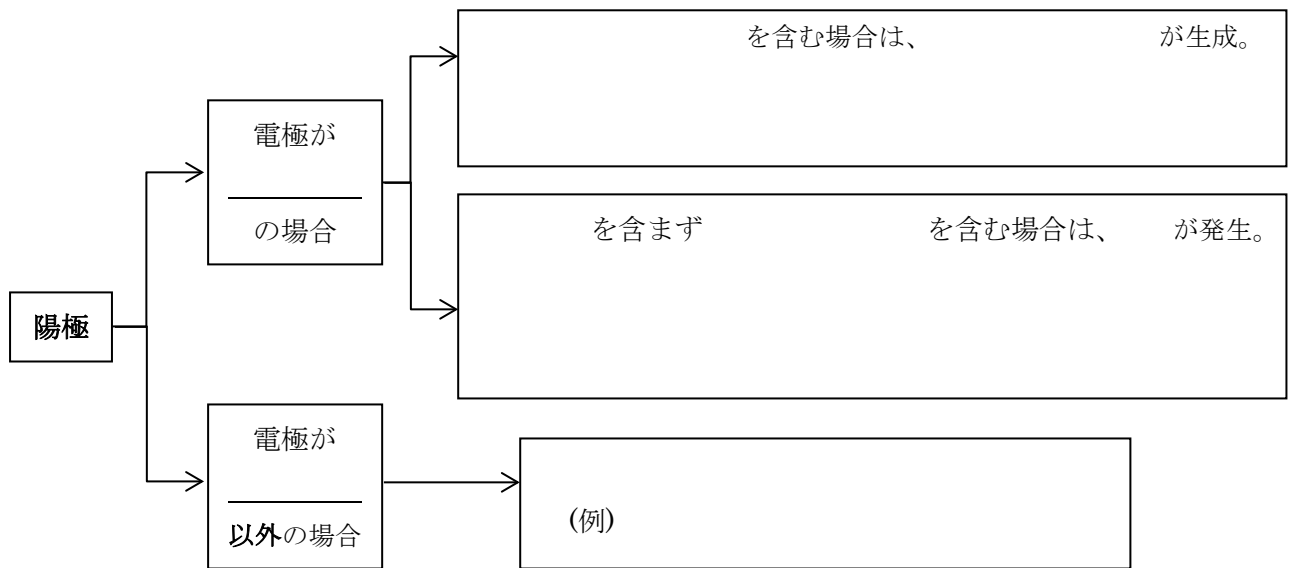 を含む場合は、 が生成。
電極が
の場合
を含まず を含む場合は、 が発生。
陽極
電極が
以外の場合
(例)